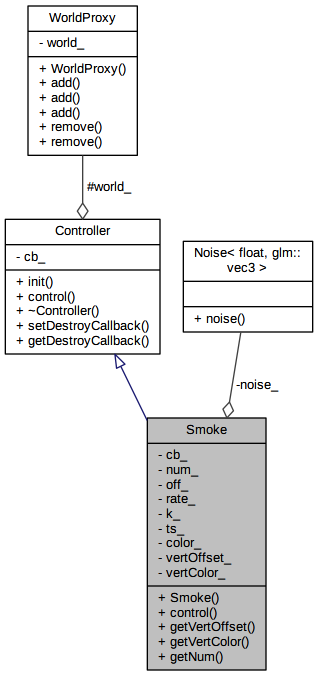 WorldProxy
- world_
+ WorldProxy()
+ add()
+ add()
+ add()
+ remove()
+ remove()
#world_
Controller
- cb_
+ init()
+ control()
+ ~Controller()
+ setDestroyCallback()
+ getDestroyCallback()
Noise< float, glm::
vec3 >
+ noise()
-noise_
Smoke
- cb_
- num_
- off_
- rate_
- k_
- ts_
- color_
- vertOffset_
- vertColor_
+ Smoke()
+ control()
+ getVertOffset()
+ getVertColor()
+ getNum()